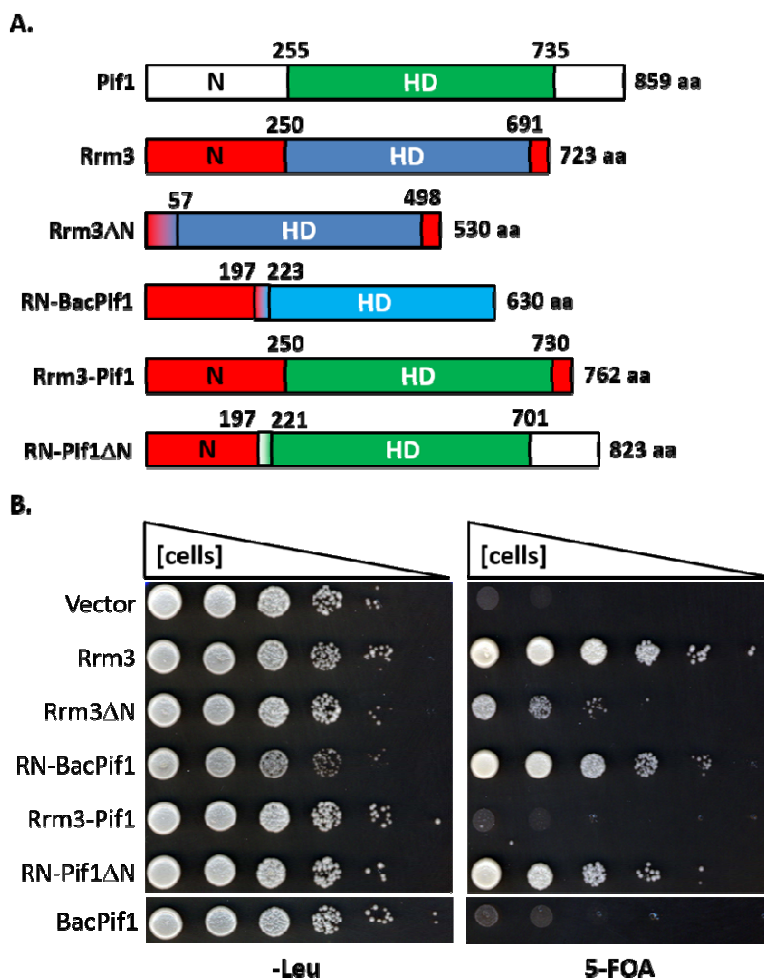 A.
255 735
Pif1 N HD 859 aa
250 691
Rrm3 N HD 723 aa
57 498
Rrm3ΔN HD 530 aa
197 223
RN-BacPif1 HD 630 aa
250 730
Rrm3-Pif1 N HD 762 aa
197 221 701
RN-Pif1ΔN N HD 823 aa
B.
[cells] [cells]
Vector
Rrm3
Rrm3ΔN
RN-BacPif1
Rrm3-Pif1
RN-Pif1ΔN
BacPif1
-Leu 5-FOA